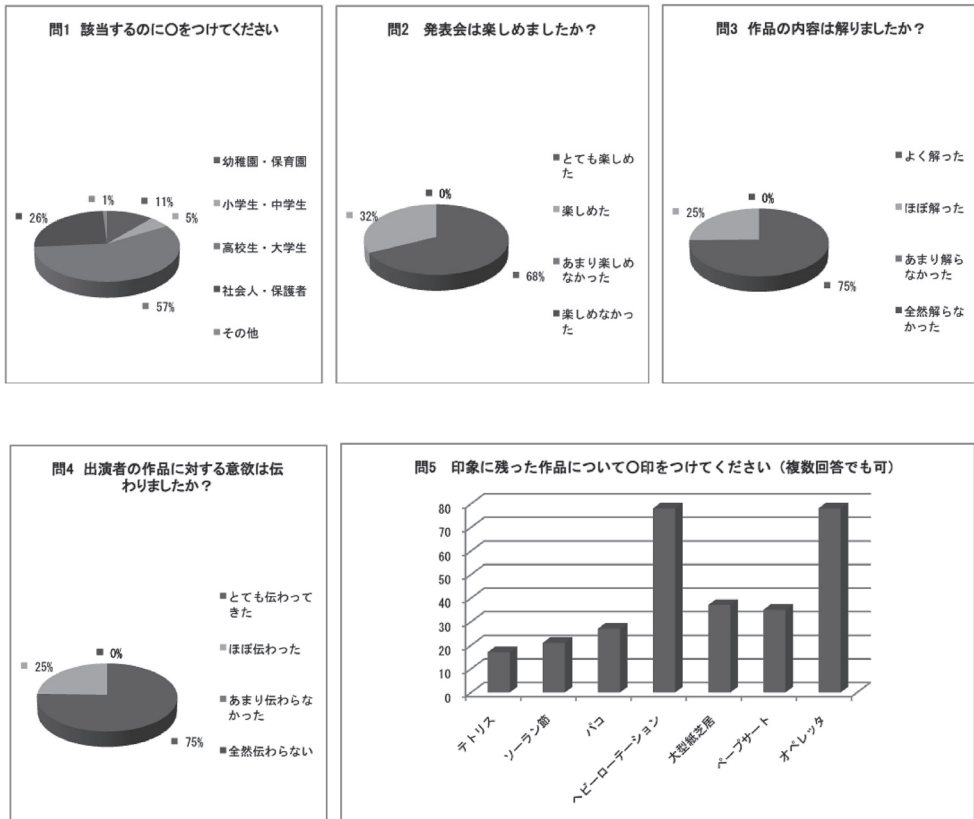 問1 該当するのに〇をつけてください
幼稚園・保育園
小学生・中学生
高校生・大学生
社会人・保護者
その他
1%
11%
5%
26%
57%
問2 発表会は楽しめましたか？
とても楽しめ
た
楽しめた
あまり楽しめ
なかった
楽しめなかっ
た
0%
32%
68%
問3 作品の内容は解りましたか？
よく解った
ほぼ解った
あまり解ら
なかった
全然解らな
かった
0%
25%
75%
問4 出演者の作品に対する意欲は伝
わりましたか？
とても伝わって
きた
ほぼ伝わった
あまり伝わらな
かった
全然伝わらない
0%
25%
75%
問5 印象に残った作品について〇印をつけてください（複数回答でも可）
80
70
60
50
40
30
20
10
0
テトリス
ソーラン節
パコ
ヘビーローテーション
大型紙芝居
ペープサート
オペレッタ